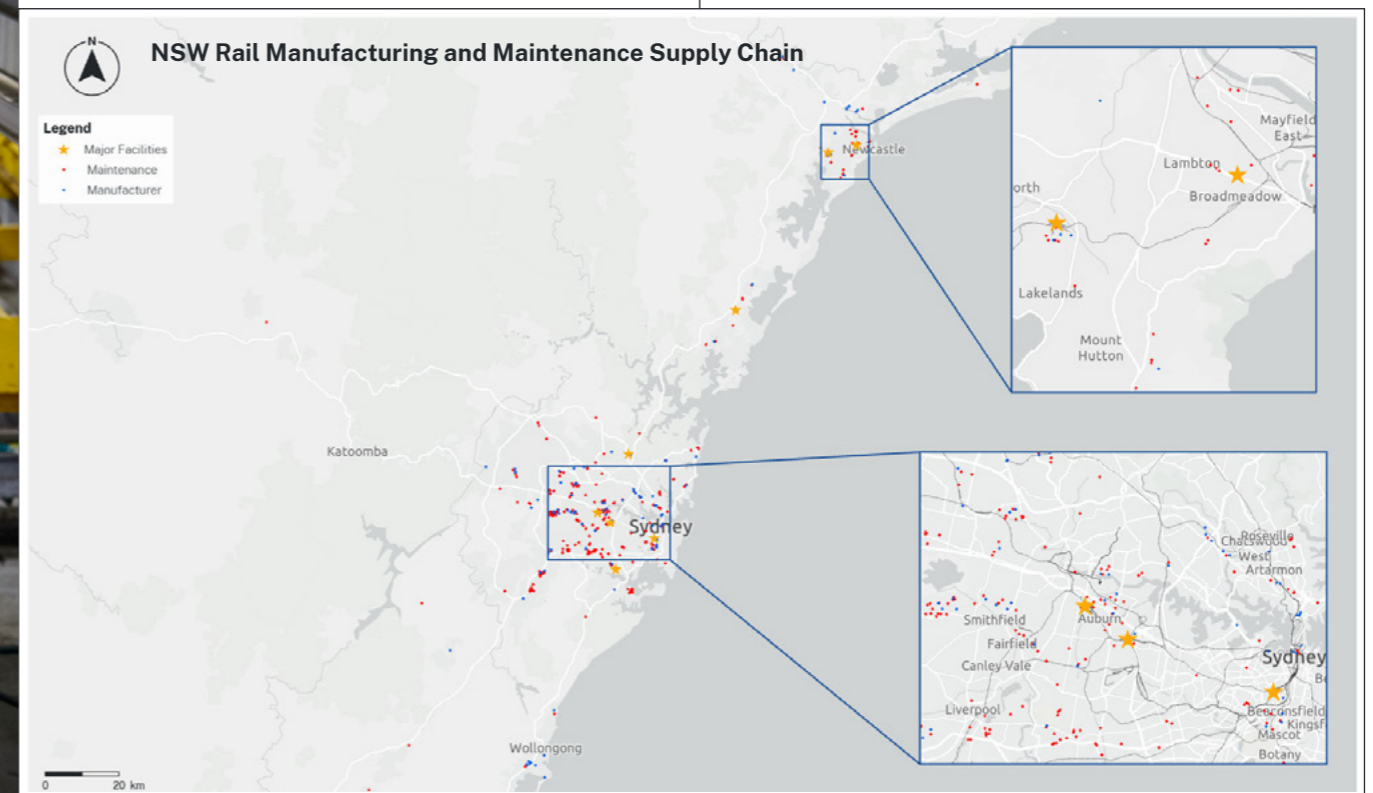 N
NSW Rail Manufacturing and Maintenance Supply Chain
Legend
Major Facilities
Maintenance
Manufacturer
Newcastle
Katoomba
Sydney
Wollongong
0 20 km
Mayfield
East
Lambton
Broadmeadow
orth
Lakelands
Mount
Hutton
Roseville
Chatswood
West
Artarmon
Smithfield
Auburn
Fairfield
Canley Vale
Sydney
Be
Liverpool
Beaconsfield
Kingsf
Mascot
Botany